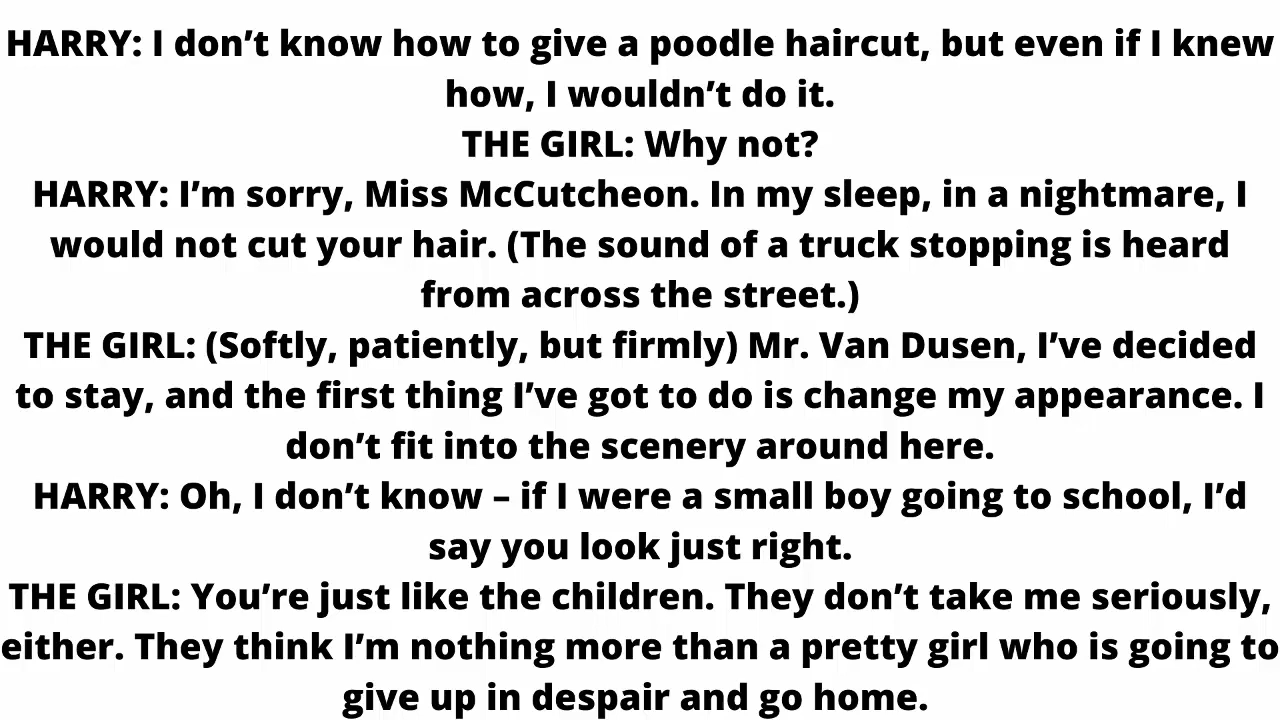 HARRY: I don’t know how to give a poodle haircut, but even if I knew
how, I wouldn’t do it.
THE GIRL: Why not?
HARRY: I’m sorry, Miss McCutcheon. In my sleep, in a nightmare, I
would not cut your hair. (The sound of a truck stopping is heard
from across the street.)
THE GIRL: (Softly, patiently, but firmly) Mr. Van Dusen, I’ve decided
to stay, and the first thing I’ve got to do is change my appearance. I
don’t fit into the scenery around here.
HARRY: Oh, I don’t know – if I were a small boy going to school, I’d
say you look just right.
THE GIRL: You’re just like the children. They don’t take me seriously,
either. They think I’m nothing more than a pretty girl who is going to
give up in despair and go home.